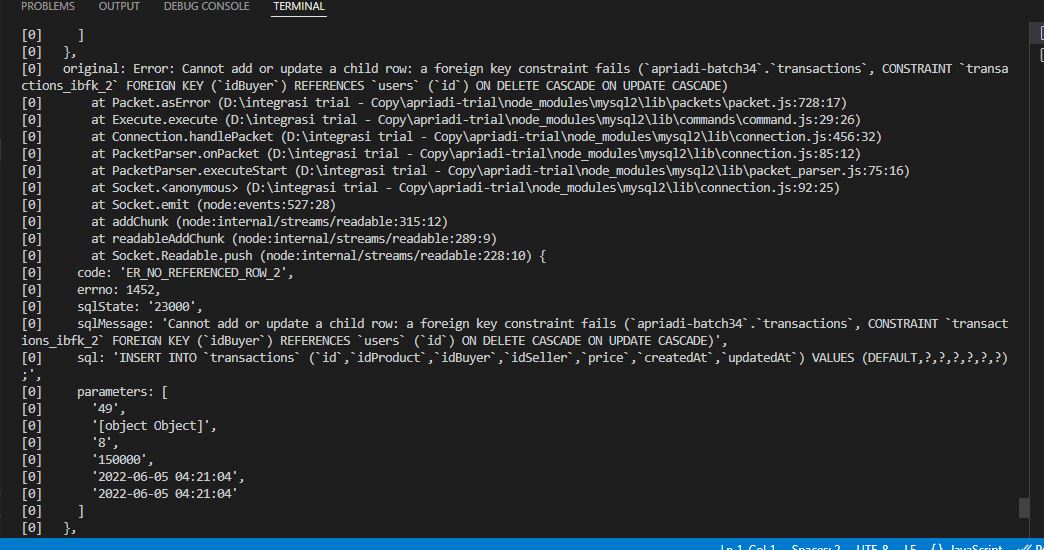 PROBLEMS OUTPUT DEBUG CONSOLE TERMINAL
[0]     ]
[0]   },
[0]   original: Error: Cannot add or update a child row: a foreign key constraint fails (`apriadi-batch34`.`transactions`, CONSTRAINT `transa
ctions_ibfk_2` FOREIGN KEY (`idBuyer`) REFERENCES `users` (`id`) ON DELETE CASCADE ON UPDATE CASCADE)
[0]       at Packet.asError (D:\integrasi trial - Copy\apriadi-trial\node_modules\mysql2\lib\packets\packet.js:728:17)
[0]       at Execute.execute (D:\integrasi trial - Copy\apriadi-trial\node_modules\mysql2\lib\commands\command.js:29:26)
[0]       at Connection.handlePacket (D:\integrasi trial - Copy\apriadi-trial\node_modules\mysql2\lib\connection.js:456:32)
[0]       at PacketParser.onPacket (D:\integrasi trial - Copy\apriadi-trial\node_modules\mysql2\lib\connection.js:85:12)
[0]       at PacketParser.executeStart (D:\integrasi trial - Copy\apriadi-trial\node_modules\mysql2\lib\packet_parser.js:75:16)
[0]       at Socket.<anonymous> (D:\integrasi trial - Copy\apriadi-trial\node_modules\mysql2\lib\connection.js:92:25)
[0]       at Socket.emit (node:events:527:28)
[0]       at addChunk (node:internal/streams/readable:315:12)
[0]       at readableAddChunk (node:internal/streams/readable:289:9)
[0]       at Socket.Readable.push (node:internal/streams/readable:228:10) {
[0]     code: 'ER_NO_REFERENCED_ROW_2',
[0]     errno: 1452,
[0]     sqlState: '23000',
[0]     sqlMessage: 'Cannot add or update a child row: a foreign key constraint fails (`apriadi-batch34`.`transactions`, CONSTRAINT `transact
ions_ibfk_2` FOREIGN KEY (`idBuyer`) REFERENCES `users` (`id`) ON DELETE CASCADE ON UPDATE CASCADE)',
[0]     sql: 'INSERT INTO `transactions` (`id`,`idProduct`,`idBuyer`,`idSeller`,`price`,`createdAt`,`updatedAt`) VALUES (DEFAULT,?,?,?,?,?,?)
;',
[0]     parameters: [
[0]       '49',
[0]       '[object Object]',
[0]       '8',
[0]       '150000',
[0]       '2022-06-05 04:21:04',
[0]       '2022-06-05 04:21:04'
[0]     ]
[0]   },
Ln 1, Col 1 Spaces: 2 UTF-8 LF {} JavaScript